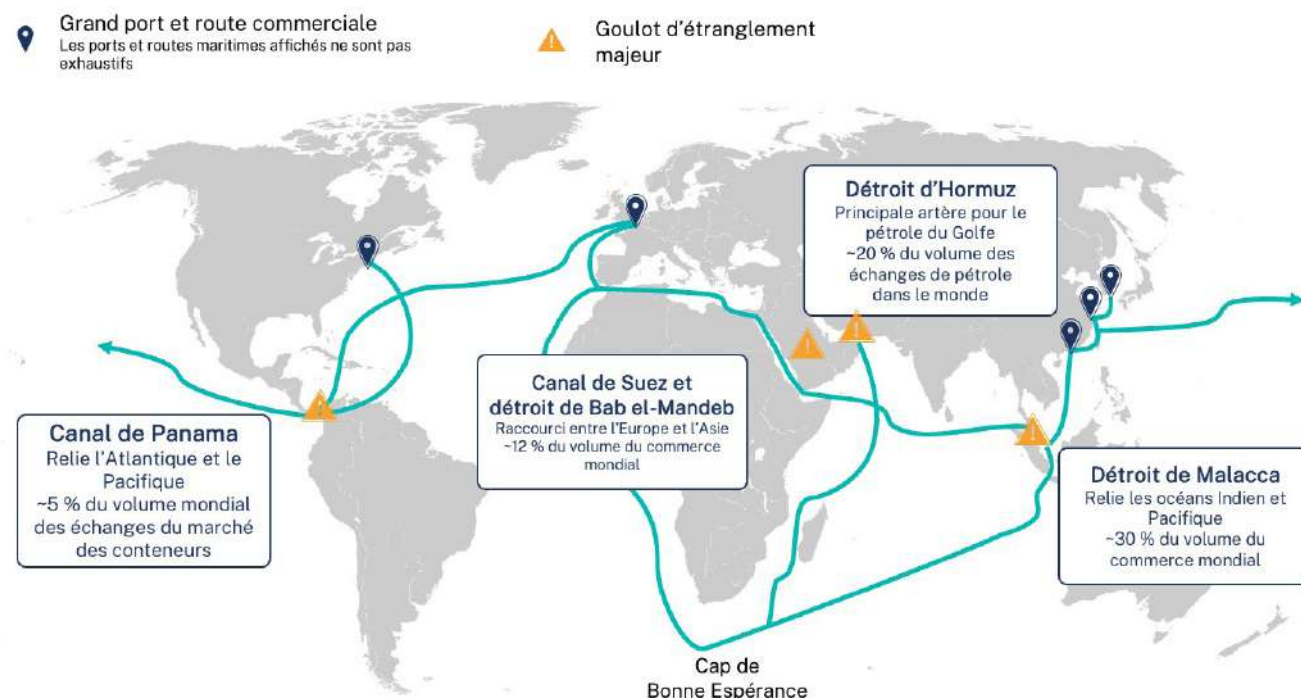 Grand port et route commerciale
Les ports et routes maritimes affichés ne sont pas
exhaustifs
Goulot d'étranglement
majeur
Détroit d'Hormuz
Principale artère pour le
pétrole du Golfe
~20 % du volume des
échanges de pétrole
dans le monde
Canal de Suez et
détroit de Bab el-Mandeb
Raccourci entre l'Europe et l'Asie
~12 % du volume du commerce
mondial
Canal de Panama
Relie l'Atlantique et le
Pacifique
~5 % du volume mondial
des échanges du marché
des conteneurs
Détroit de Malacca
Relie les océans Indien et
Pacifique
~30 % du volume du
commerce mondial
Cap de
Bonne Espérance